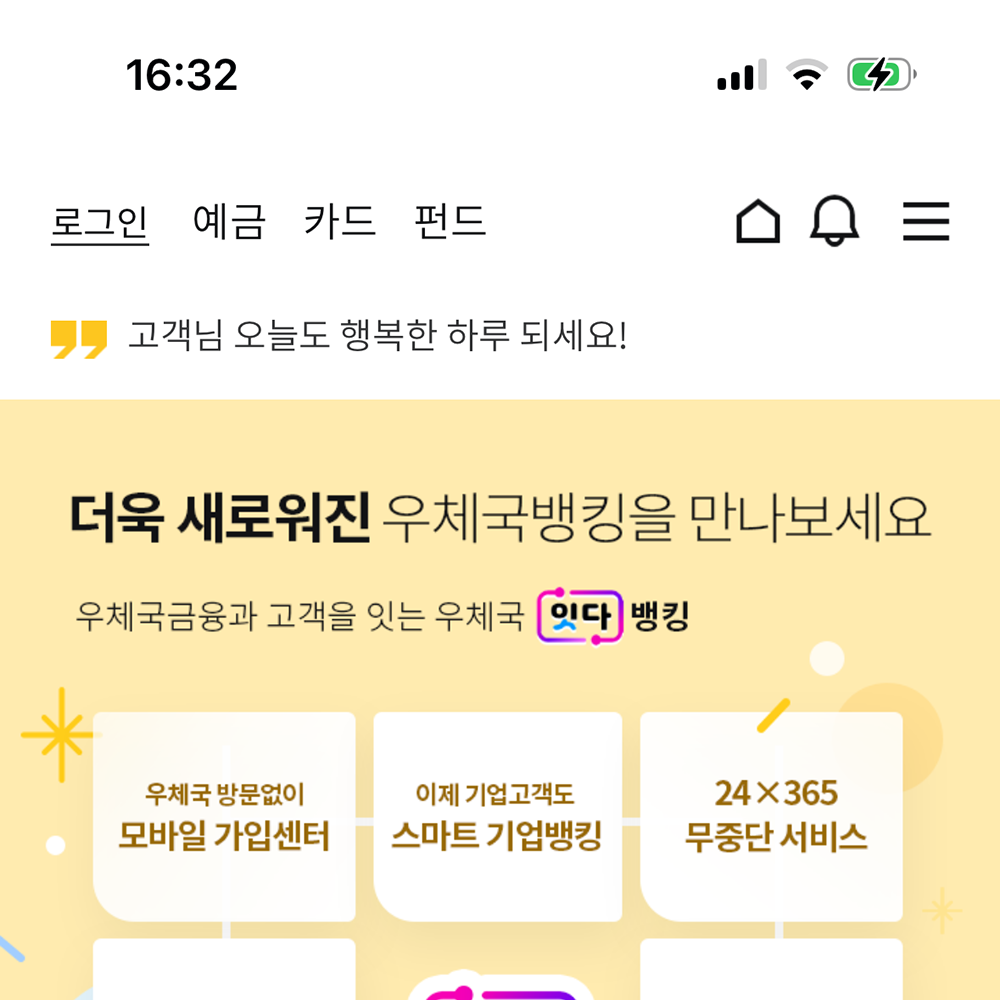 16:32
로그인 예금 카드 펀드
고객님 오늘도 행복한 하루 되세요!
더욱 새로워진 우체국뱅킹을 만나보세요
우체국금융과 고객을 잇는 우체국 잇다 뱅킹
우체국 방문없이
모바일 가입센터
이제 기업고객도
스마트 기업뱅킹
24×365
무중단 서비스